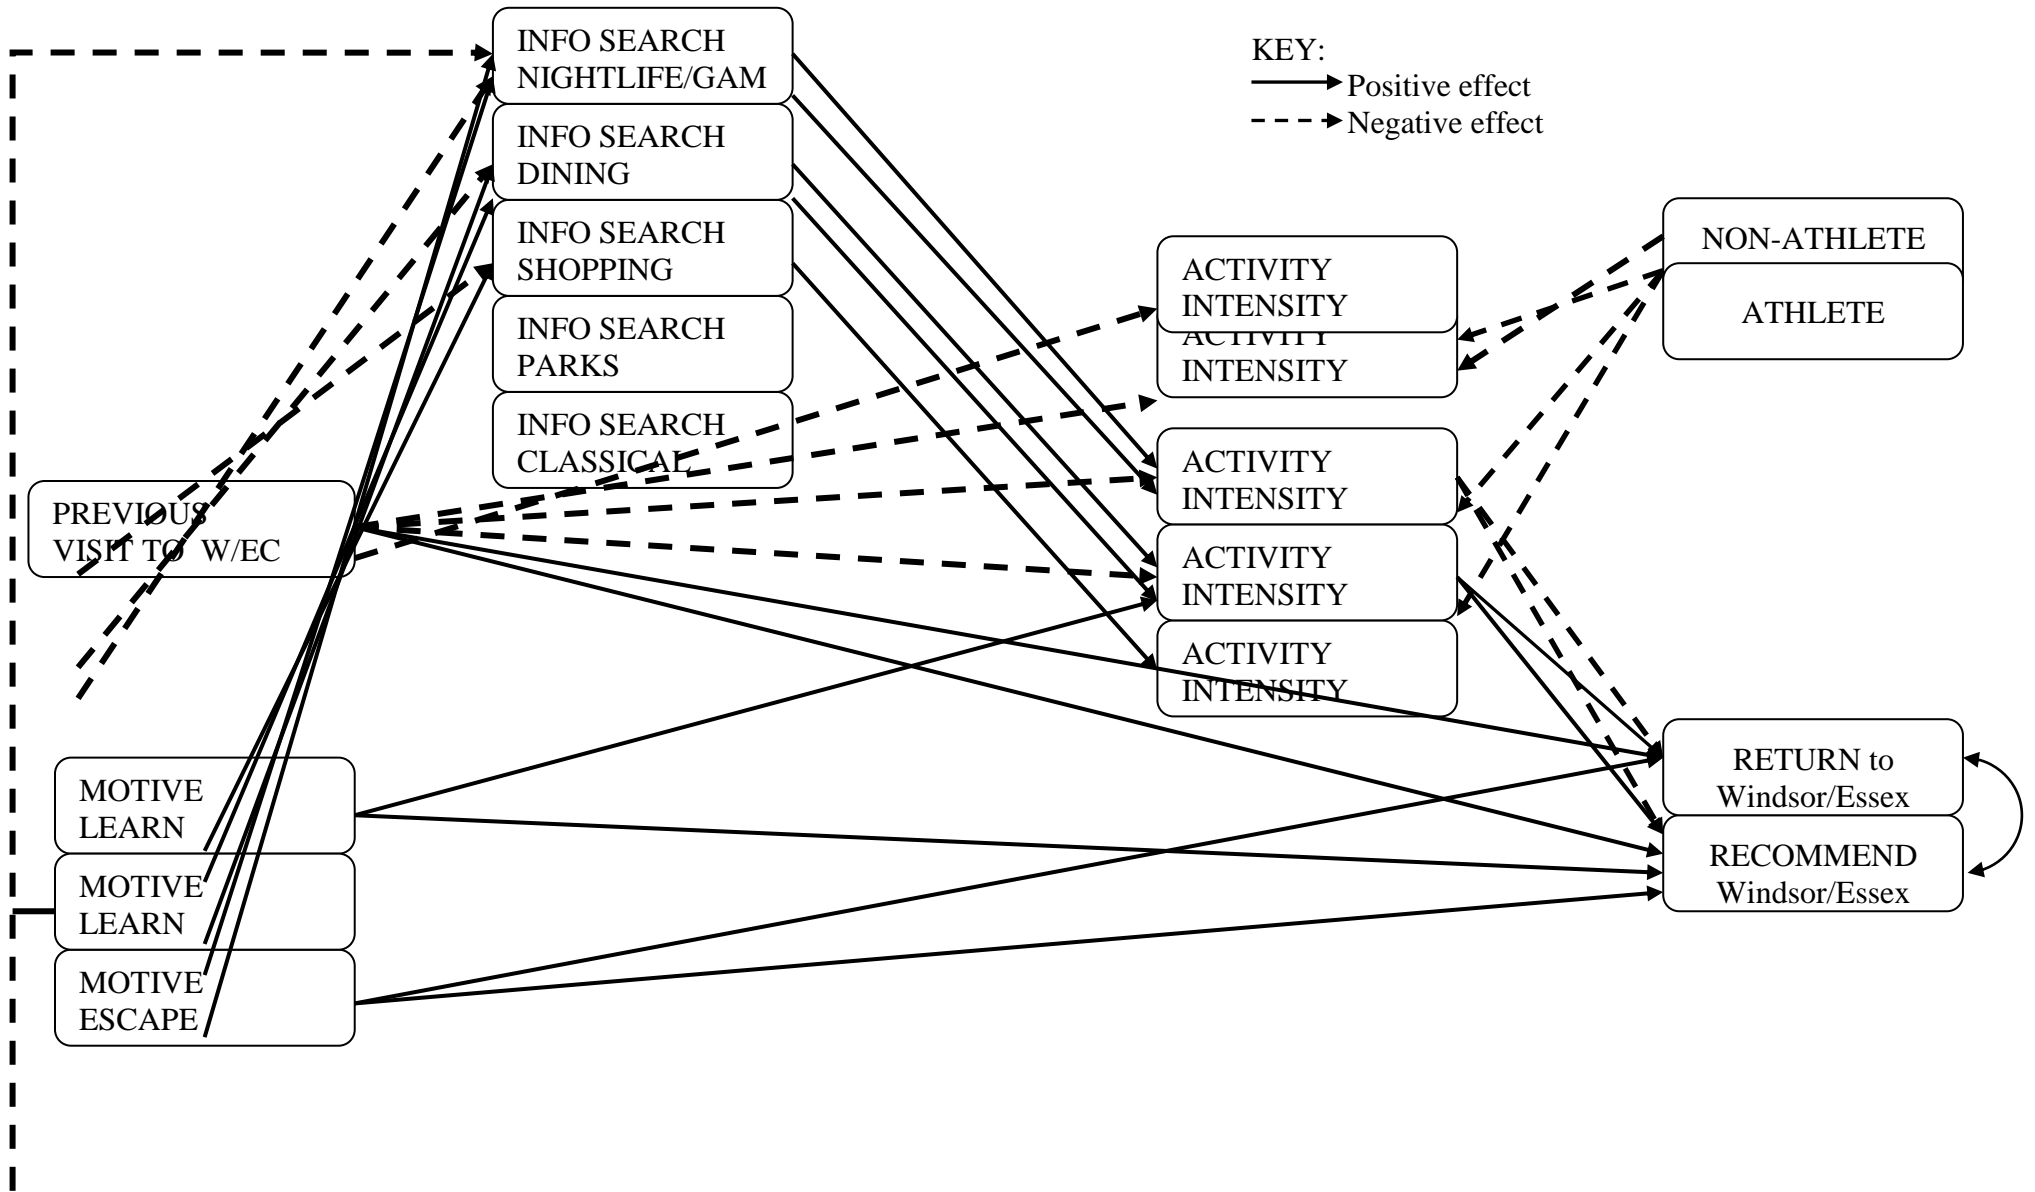 INFO SEARCH
NIGHTLIFE/GAM
INFO SEARCH
DINING
INFO SEARCH
SHOPPING
INFO SEARCH
PARKS
INFO SEARCH
CLASSICAL
KEY:
Positive effect
Negative effect
NON-ATHLETE
ATHLETE
ACTIVITY
INTENSITY
ACTIVITY
INTENSITY
ACTIVITY
INTENSITY
ACTIVITY
INTENSITY
ACTIVITY
INTENSITY
PREVIOUS
VISIT TO W/EC
MOTIVE
LEARN
MOTIVE
LEARN
MOTIVE
ESCAPE
RETURN to
Windsor/Essex
RECOMMEND
Windsor/Essex